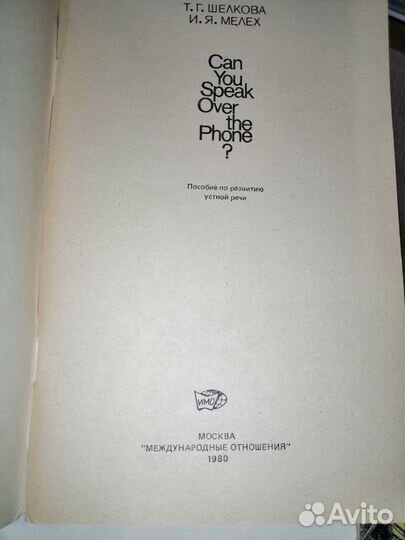 Т. Г. ШЕЛКОВА
И. Я. МЕЛЕХ
Can
You
Speak
Over
the
Phone
?
Пособие по развитию
устной речи
ИМО
МОСКВА
"МЕЖДУНАРОДНЫЕ ОТНОШЕНИЯ"
1980
Avito